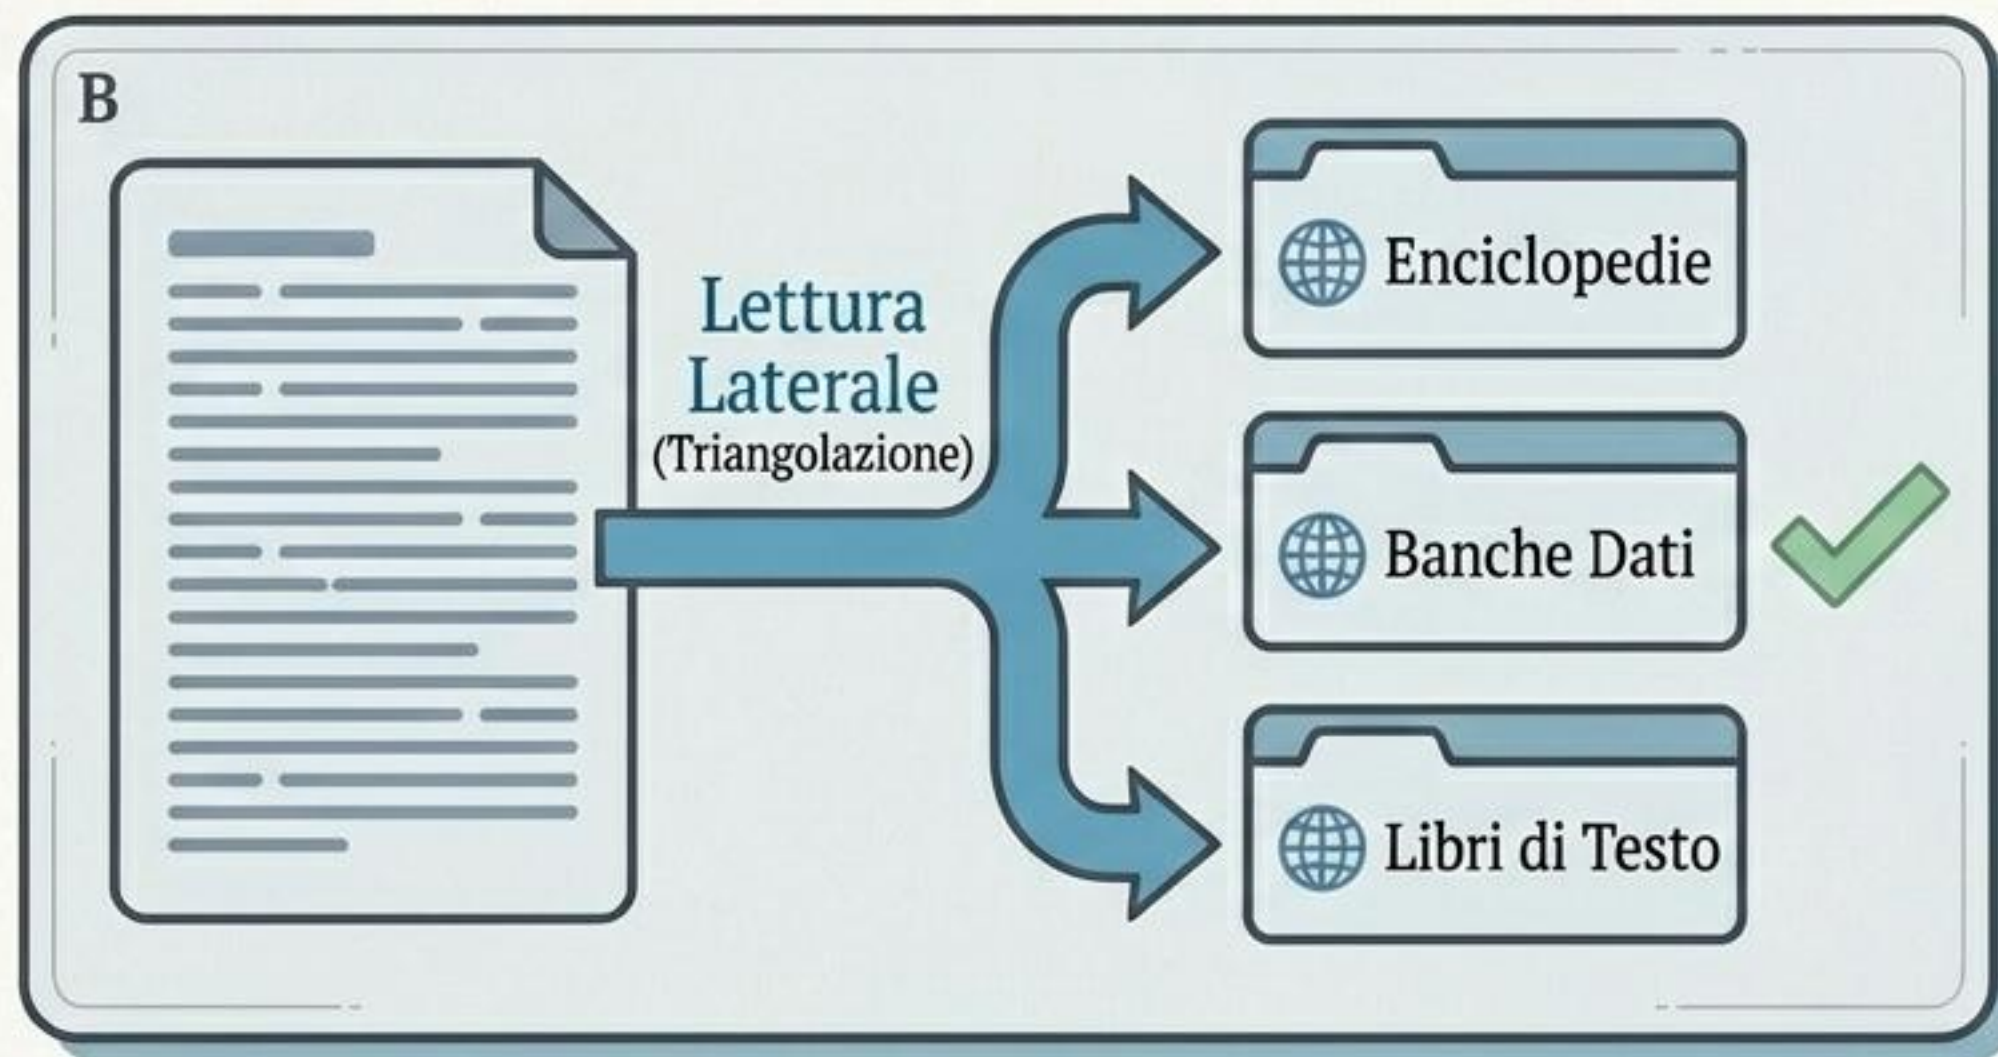 B
Lettura
Laterale
(Triangolazione)
Enciclopedie
Banche Dati
Libri di Testo